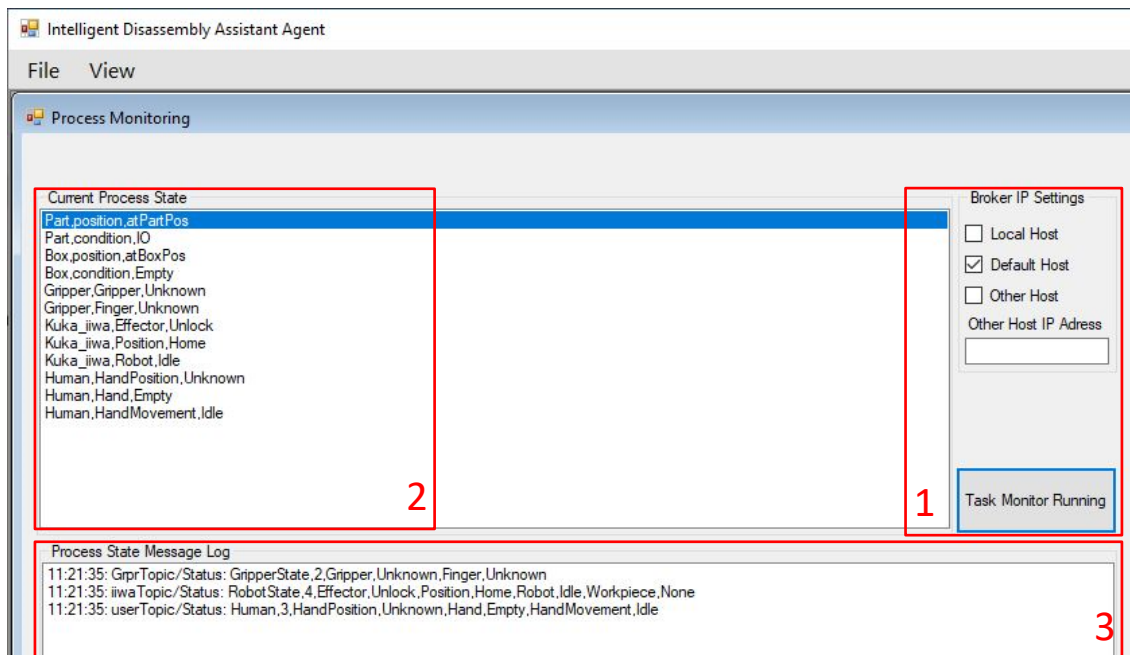 Intelligent Disassembly Assistant Agent
File View
Process Monitoring
Current Process State
Part,position,atPartPos
Part,condition,IO
Box,position,atBoxPos
Box,condition,Empty
Gripper,Gripper,Unknown
Gripper,Finger,Unknown
Kuka_iiwa,Effector,Unlock
Kuka_iiwa,Position,Home
Kuka_iiwa,Robot,Idle
Human,HandPosition,Unknown
Human,Hand,Empty
Human,HandMovement,Idle
2
Broker IP Settings
Local Host
Default Host
Other Host
Other Host IP Adress
1
Task Monitor Running
Process State Message Log
11:21:35: GrprTopic/Status: GripperState,2,Gripper,Unknown,Finger,Unknown
11:21:35: iiwaTopic/Status: RobotState,4,Effector,Unlock,Position,Home,Robot,Idle,Workpiece,None
11:21:35: userTopic/Status: Human,3,HandPosition,Unknown,Hand,Empty,HandMovement,Idle
3